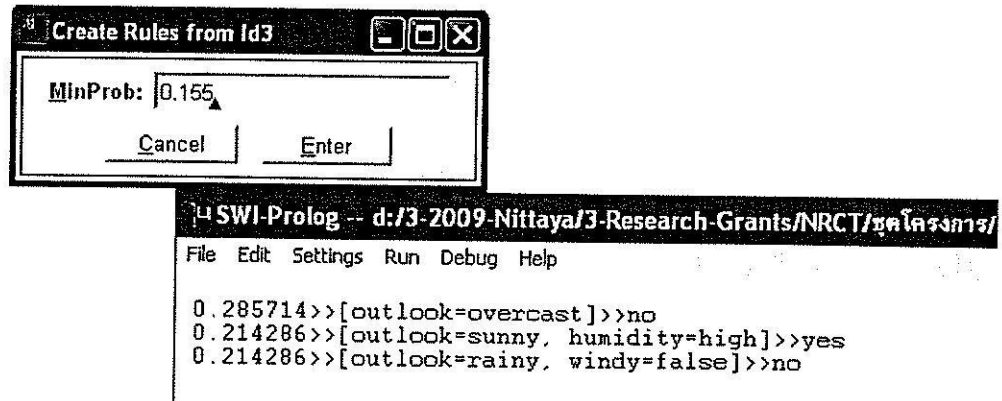 Create Rules from Id3
MinProb: 0.155
Cancel Enter
SWI-Prolog -- d:/3-2009-Nittaya/3-Research-Grants/NRCT/ชุดโครงการ/
File Edit Settings Run Debug Help
0.285714>>[outlook=overcast]>>no
0.214286>>[outlook=sunny, humidity=high]>>yes
0.214286>>[outlook=rainy, windy=false]>>no